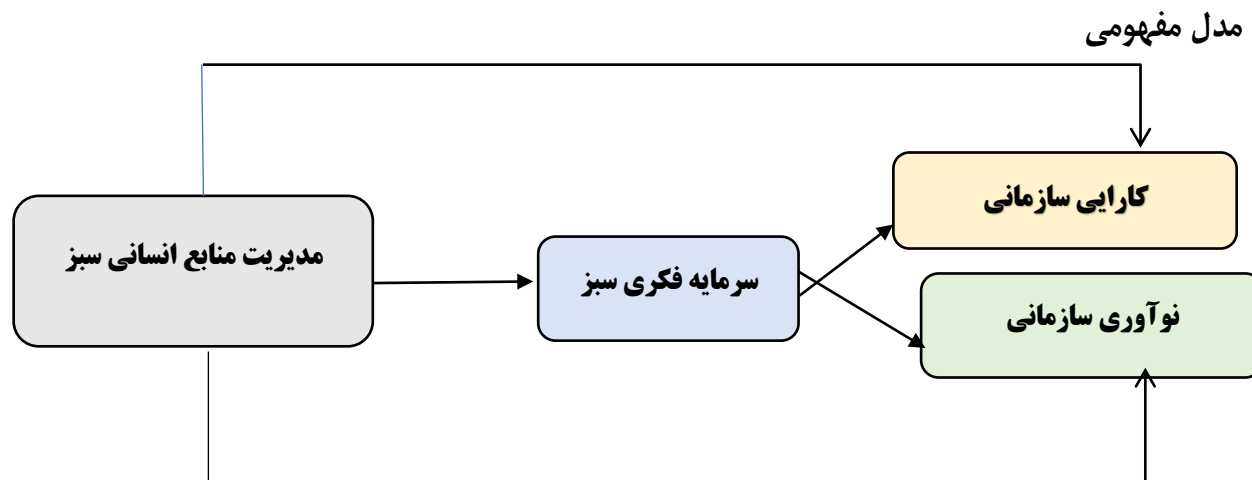 مدل مفهومی
کارایی سازمانی
مدیریت منابع انسانی سبز
سرمایه فکری سبز
نوآوری سازمانی